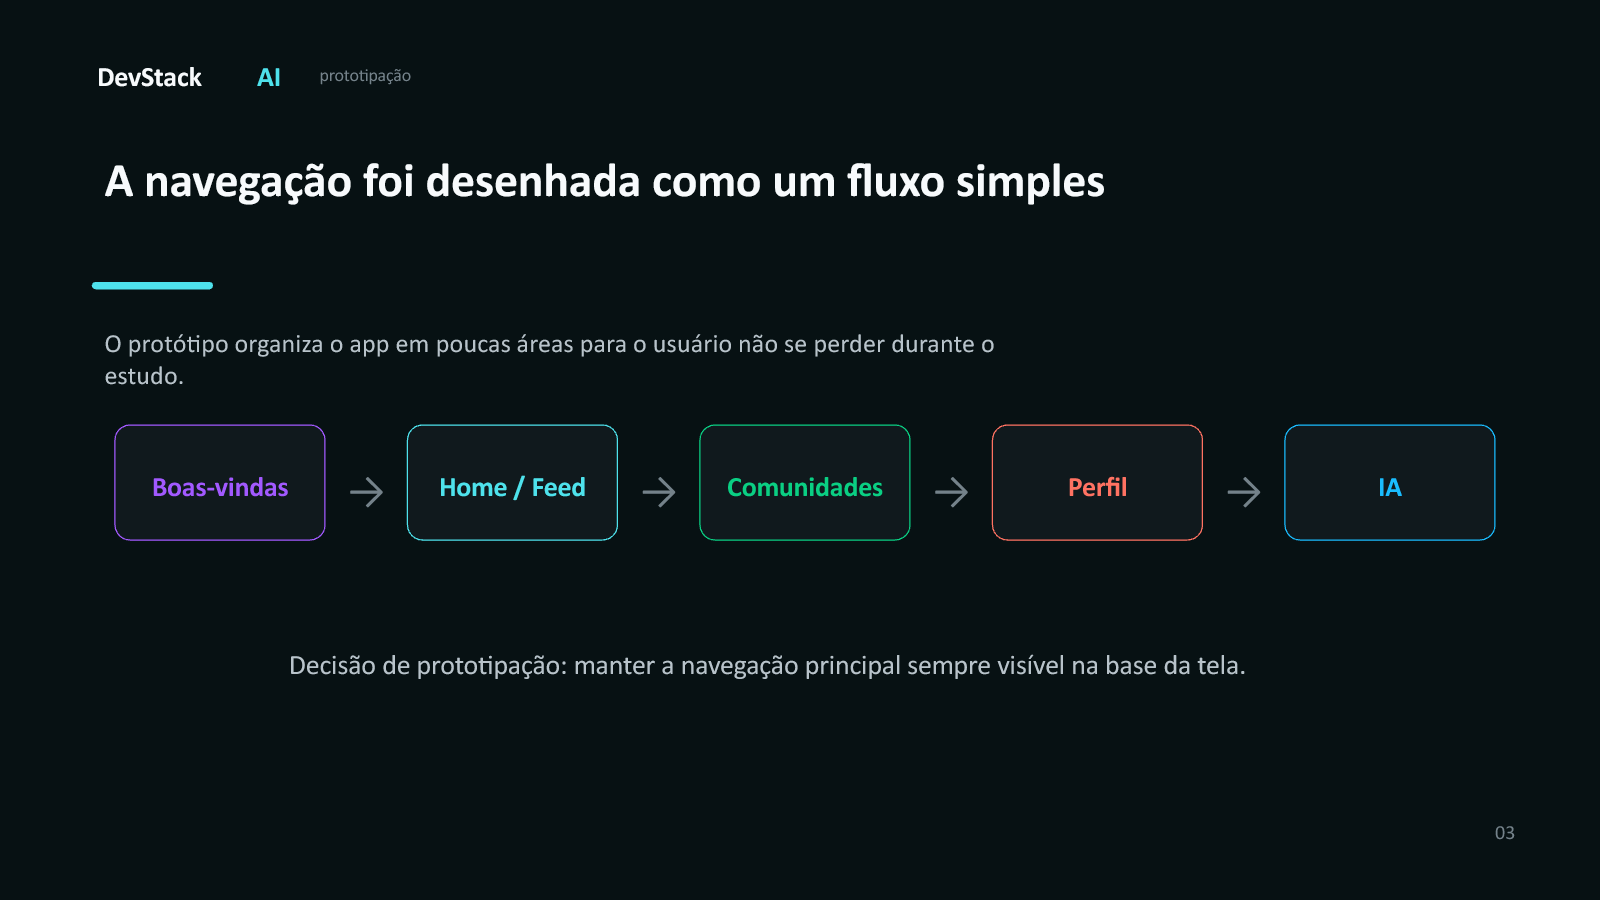 DevStack AI prototipação
A navegação foi desenhada como um fluxo simples
O protótipo organiza o app em poucas áreas para o usuário não se perder durante o
estudo.
Boas-vindas → Home / Feed → Comunidades → Perfil → IA
Decisão de prototipação: manter a navegação principal sempre visível na base da tela.
03